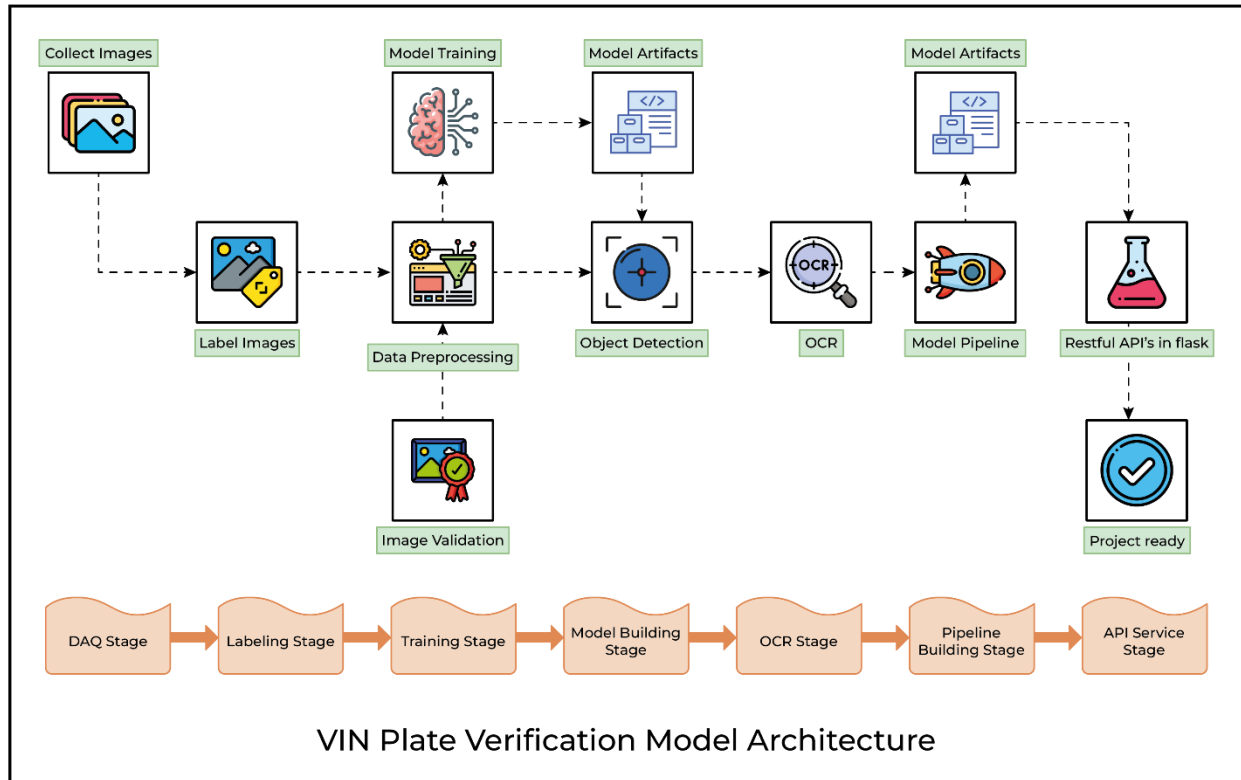 Collect Images
Model Training
Model Artifacts
Model Artifacts
</>
</>
OCR
Label Images
Data Preprocessing
Object Detection
OCR
Model Pipeline
Restful API's in flask
Image Validation
Project ready
DAQ Stage
Labeling Stage
Training Stage
Model Building
Stage
OCR Stage
Pipeline
Building Stage
API Service
Stage
VIN Plate Verification Model Architecture